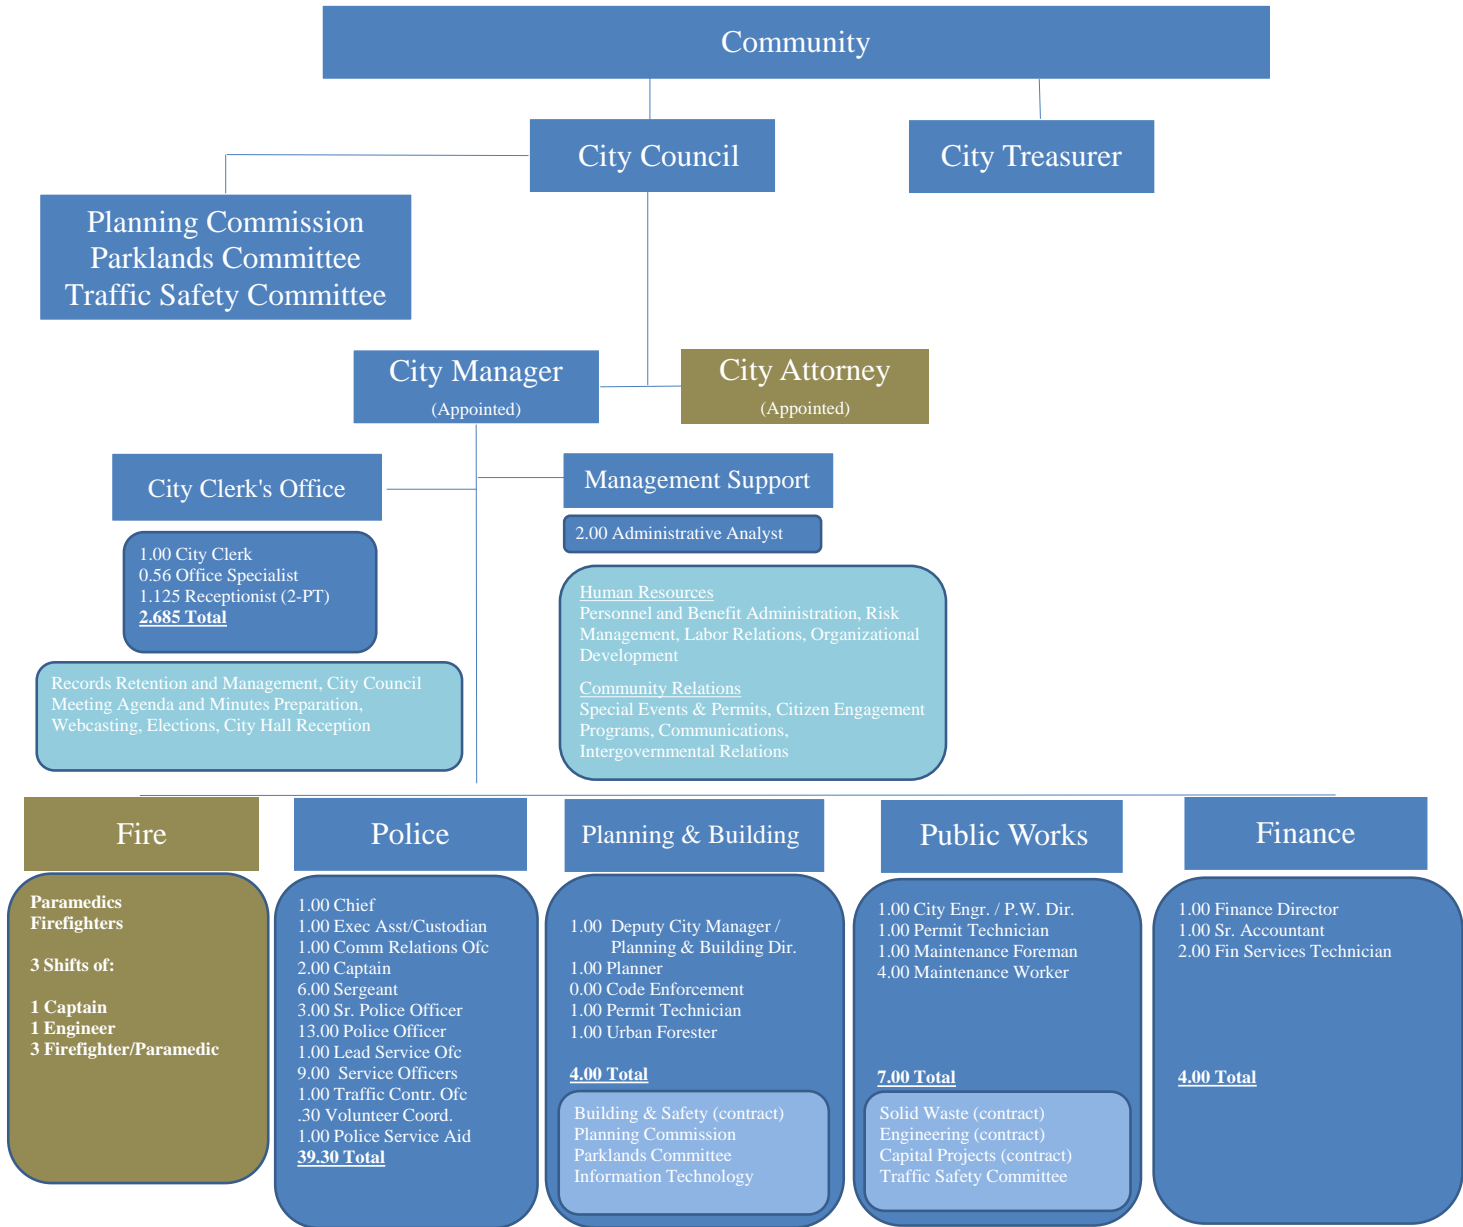 Community
City Council
City Treasurer
Planning Commission
Parklands Committee
Traffic Safety Committee
City Manager
(Appointed)
City Attorney
(Appointed)
City Clerk's Office
Management Support
1.00 City Clerk
0.56 Office Specialist
1.125 Receptionist (2-PT)
2.685 Total
2.00 Administrative Analyst
Records Retention and Management, City Council
Meeting Agenda and Minutes Preparation,
Webcasting, Elections, City Hall Reception
Human Resources
Personnel and Benefit Administration, Risk
Management, Labor Relations, Organizational
Development
Community Relations
Special Events & Permits, Citizen Engagement
Programs, Communications,
Intergovernmental Relations
Fire
Paramedics
Firefighters
3 Shifts of:
1 Captain
1 Engineer
3 Firefighter/Paramedic
Police
1.00 Chief
1.00 Exec Asst/Custodian
1.00 Comm Relations Ofc
2.00 Captain
6.00 Sergeant
3.00 Sr. Police Officer
13.00 Police Officer
1.00 Lead Service Ofc
9.00 Service Officers
1.00 Traffic Contr. Ofc
.30 Volunteer Coord.
1.00 Police Service Aid
39.30 Total
Planning & Building
1.00 Deputy City Manager /
Planning & Building Dir.
1.00 Planner
0.00 Code Enforcement
1.00 Permit Technician
1.00 Urban Forester
4.00 Total
Building & Safety (contract)
Planning Commission
Parklands Committee
Information Technology
Public Works
1.00 City Engr. / P.W. Dir.
1.00 Permit Technician
1.00 Maintenance Foreman
4.00 Maintenance Worker
7.00 Total
Solid Waste (contract)
Engineering (contract)
Capital Projects (contract)
Traffic Safety Committee
Finance
1.00 Finance Director
1.00 Sr. Accountant
2.00 Fin Services Technician
4.00 Total